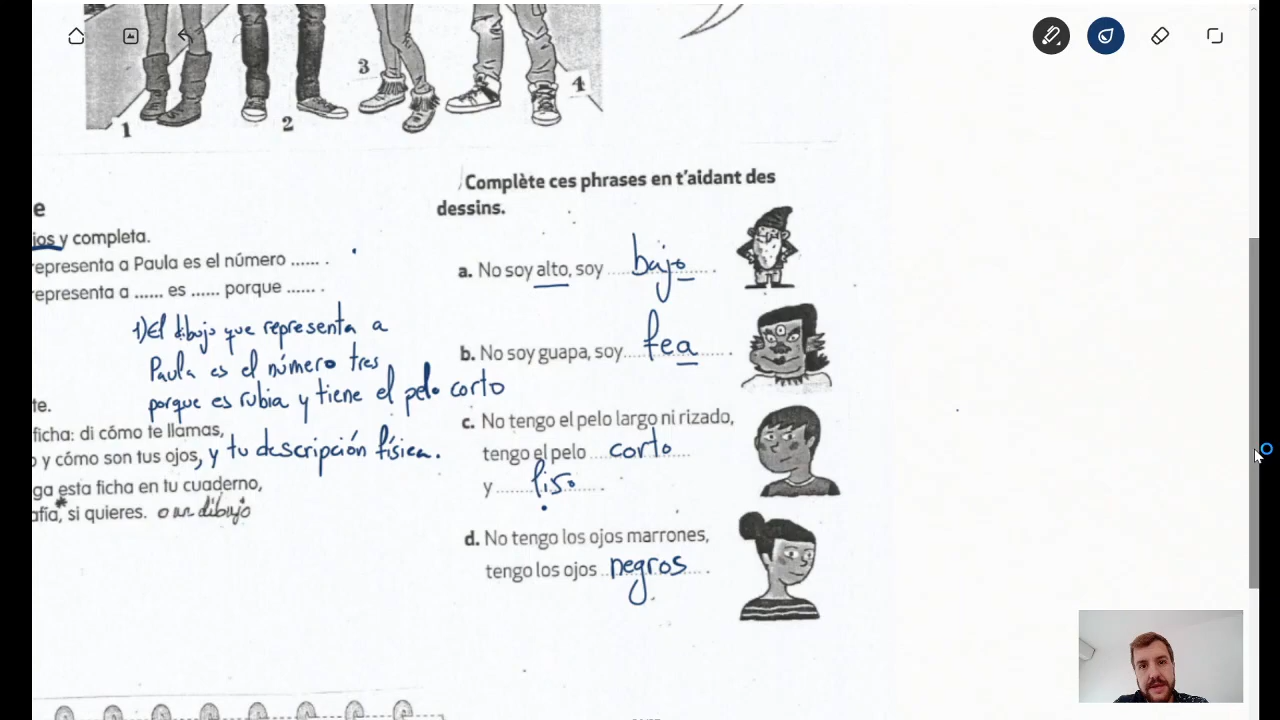 1
2
3
4
e
jos y completa.
epresenta a Paula es el número ...... .
epresenta a ...... es ...... porque ...... .
1) El dibujo que representa a
Paula es el número tres
porque es rubia y tiene el pelo corto
te.
ficha: di cómo te llamas,
o y cómo son tus ojos, y tu descripción física.
ga esta ficha en tu cuaderno,
afía,* si quieres. o un dibujo
Complète ces phrases en t'aidant des
dessins.
a. No soy alto, soy bajo .
b. No soy guapa, soy fea .
c. No tengo el pelo largo ni rizado,
tengo el pelo corto
y liso .
d. No tengo los ojos marrones,
tengo los ojos negros .